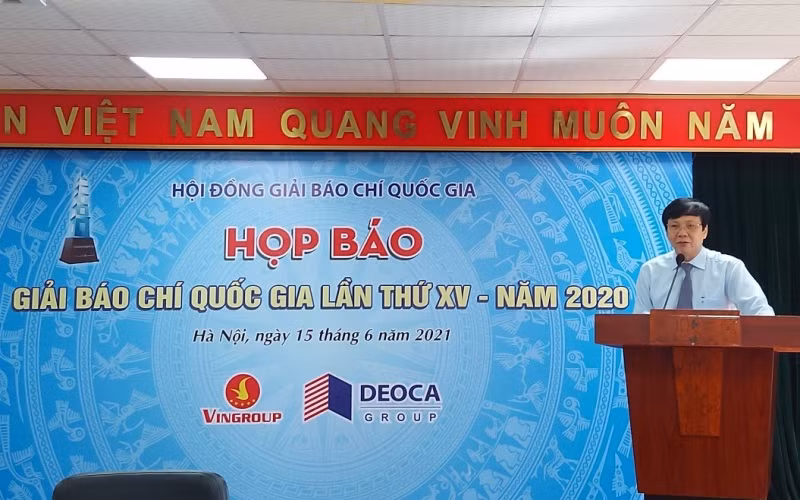 N VIỆT NAM QUANG VINH MUÔN NĂM
HỘI ĐỒNG GIẢI BÁO CHÍ QUỐC GIA
HỌP BÁO
GIẢI BÁO CHÍ QUỐC GIA LẦN THỨ XV - NĂM 2020
Hà Nội, ngày 15 tháng 6 năm 2021
VINGROUP
DEOCA
GROUP